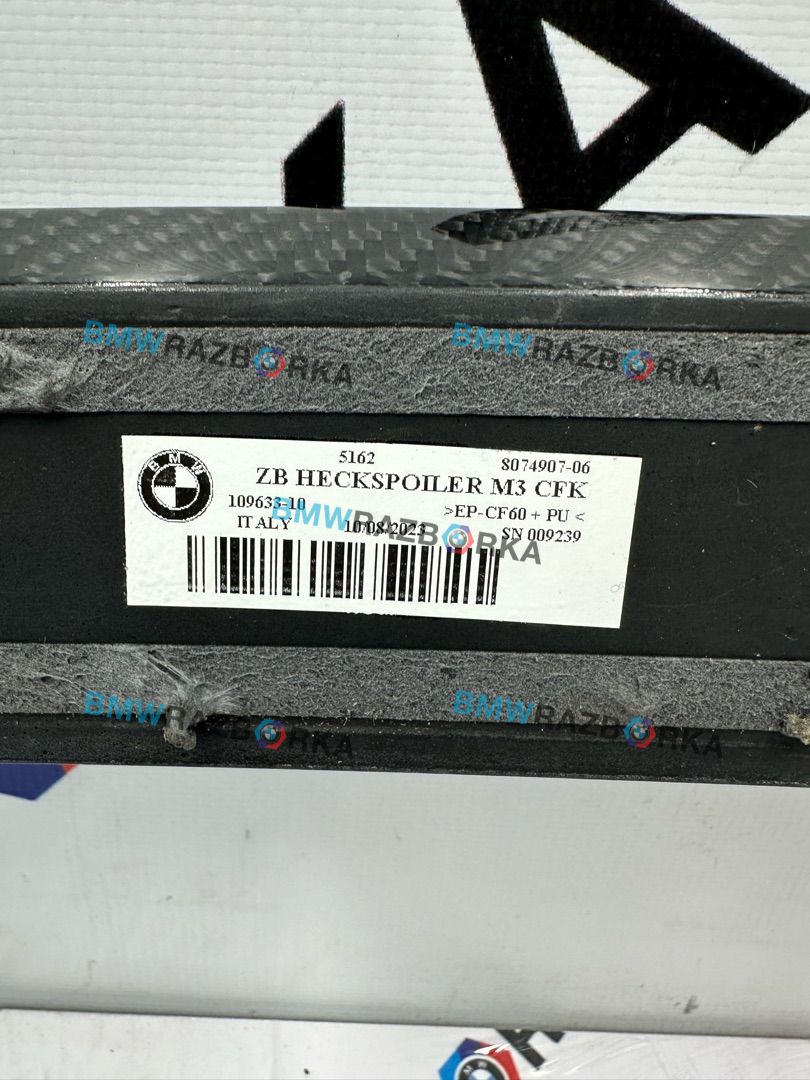 A
BMWRAZBORKA BMWRAZBORKA
BMW
5162 8074907-06
ZB HECKSPOILER M3 CFK
109633-10 >EP-CF60 + PU <
ITALY 10/08/2023 SN 009239
BMWRAZBORKA
BMWRAZBORKA BMWRAZBORKA